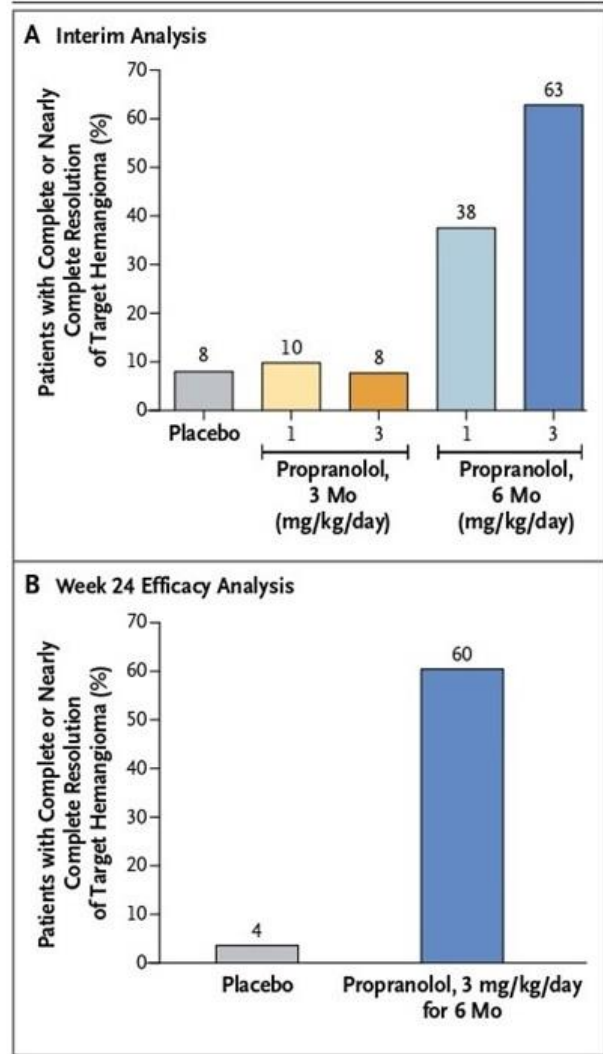 A Interim Analysis
Patients with Complete or Nearly
Complete Resolution
of Target Hemangioma (%)
70
60
50
40
30
20
10
0
8
10
8
38
63
Placebo
1
3
1
3
Propranolol,
3 Mo
(mg/kg/day)
Propranolol,
6 Mo
(mg/kg/day)
B Week 24 Efficacy Analysis
Patients with Complete or Nearly
Complete Resolution
of Target Hemangioma (%)
70
60
50
40
30
20
10
0
4
60
Placebo
Propranolol, 3 mg/kg/day
for 6 Mo